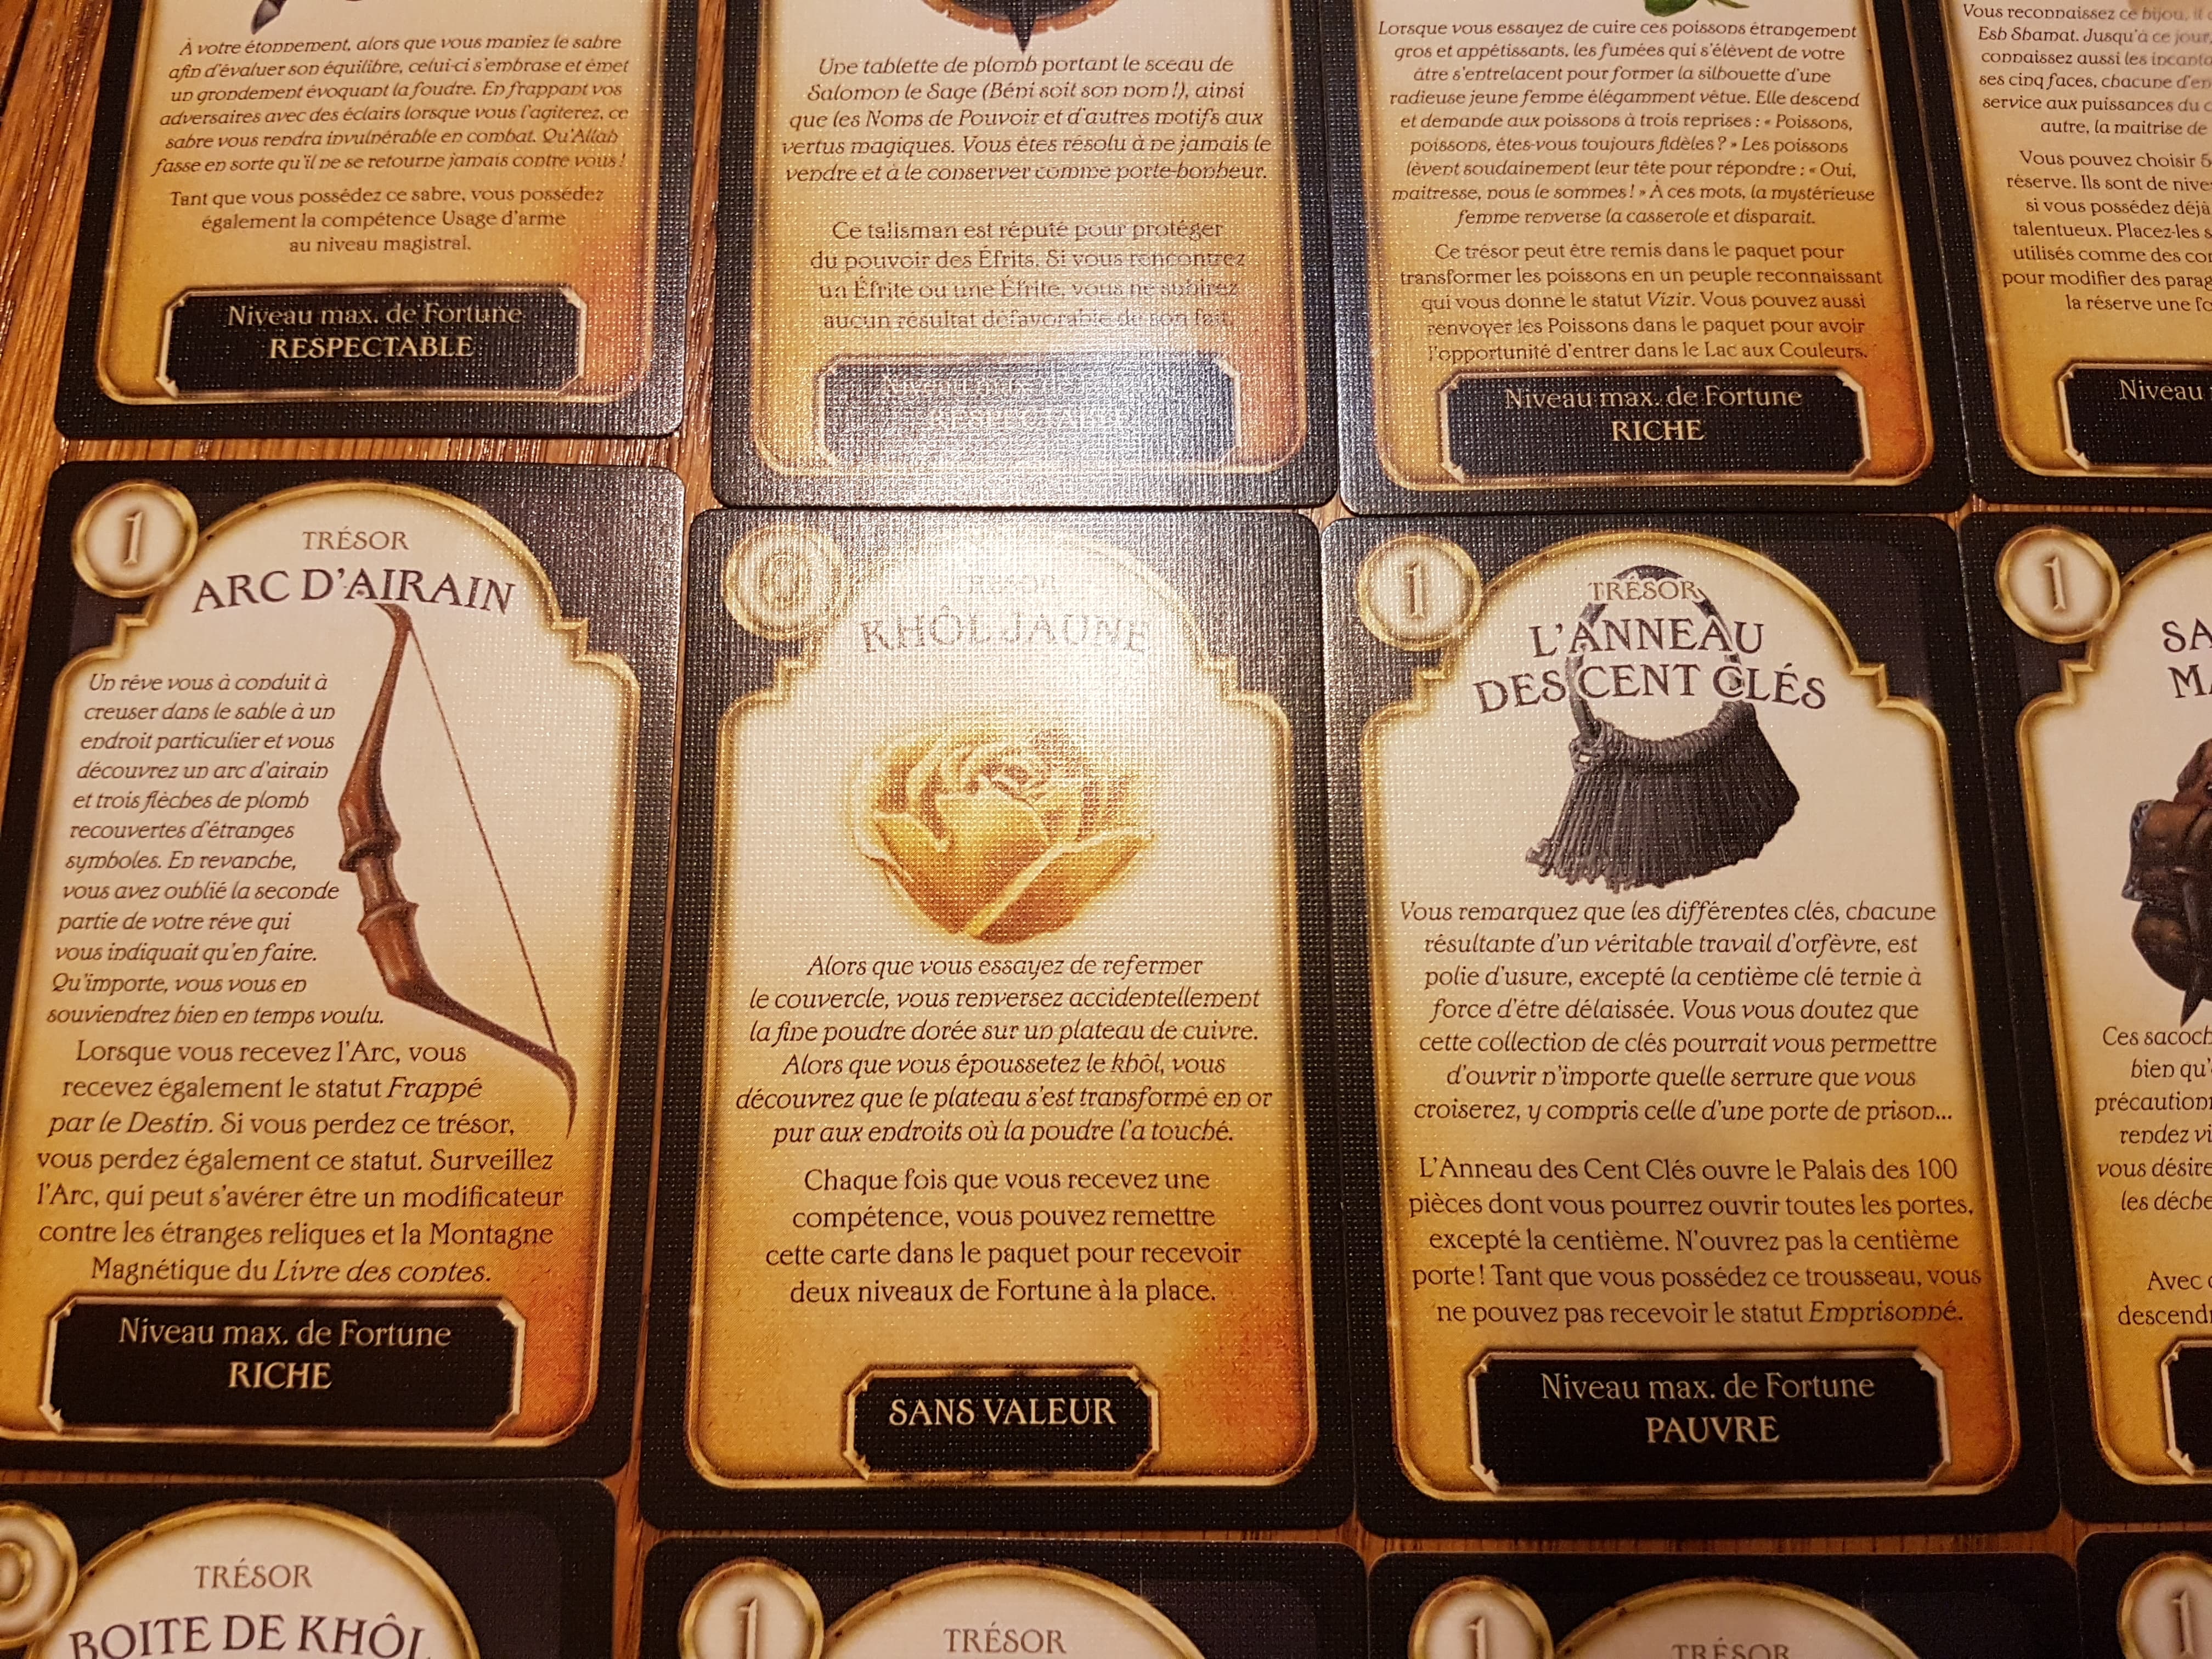 À votre étonnement, alors que vous maniez le sabre
afin d'évaluer son équilibre, celui-ci s'embrase et émet
un grondement évoquant la foudre. En frappant vos
adversaires avec des éclairs lorsque vous l'agiterez, ce
sabre vous rendra invulnérable en combat. Qu'Allah
fasse en sorte qu'il ne se retourne jamais contre vous !
Tant que vous possédez ce sabre, vous possédez
également la compétence Usage d'arme
au niveau magistral.
Niveau max. de Fortune
RESPECTABLE
Une tablette de plomb portant le sceau de
Salomon le Sage (Béni soit son nom !), ainsi
que les Noms de Pouvoir et d'autres motifs aux
vertus magiques. Vous êtes résolu à ne jamais le
vendre et à le conserver comme porte-bonheur.
Ce talisman est réputé pour protéger
du pouvoir des Éfrits. Si vous rencontrez
un Éfrite ou une Éfrite, vous ne subirez
aucun résultat défavorable de son fait.
Niveau max. de Fortune
RESPECTABLE
Lorsque vous essayez de cuire ces poissons étrangement
gros et appétissants, les fumées qui s'élèvent de votre
âtre s'entrelacent pour former la silhouette d'une
radieuse jeune femme élégamment vêtue. Elle descend
et demande aux poissons à trois reprises : « Poissons,
poissons, êtes-vous toujours fidèles ? » Les poissons
lèvent soudainement leur tête pour répondre : « Oui,
maitresse, nous le sommes ! » À ces mots, la mystérieuse
femme renverse la casserole et disparait.
Ce trésor peut être remis dans le paquet pour
transformer les poissons en un peuple reconnaissant
qui vous donne le statut Vizir. Vous pouvez aussi
renvoyer les Poissons dans le paquet pour avoir
l'opportunité d'entrer dans le Lac aux Couleurs.
Niveau max. de Fortune
RICHE
Vous reconnaissez ce bijou, il
Esh Shamat. Jusqu'à ce jour,
connaissez aussi les
ses cinq faces, chacune
service aux puissances du
autre, la maitrise de
Vous pouvez choisir 5
réserve. Ils sont de
si vous possédez déjà
talentueux. Placez-les
utilisés comme des
pour modifier des
la réserve une
Niveau
1
TRÉSOR
ARC D'AIRAIN
Un rêve vous à conduit à
creuser dans le sable à un
endroit particulier et vous
découvrez un arc d'airain
et trois flèches de plomb
recouvertes d'étranges
symboles. En revanche,
vous avez oublié la seconde
partie de votre rêve qui
vous indiquait qu'en faire.
Qu'importe, vous vous en
souviendrez bien en temps voulu.
Lorsque vous recevez l'Arc, vous
recevez également le statut Frappé
par le Destin. Si vous perdez ce trésor,
vous perdez également ce statut. Surveillez
l'Arc, qui peut s'avérer être un modificateur
contre les étranges reliques et la Montagne
Magnétique du Livre des contes.
Niveau max. de Fortune
RICHE
0
TRÉSOR
KHÔL JAUNE
Alors que vous essayez de refermer
le couvercle, vous renversez accidentellement
la fine poudre dorée sur un plateau de cuivre.
Alors que vous époussetez le khôl, vous
découvrez que le plateau s'est transformé en or
pur aux endroits où la poudre l'a touché.
Chaque fois que vous recevez une
compétence, vous pouvez remettre
cette carte dans le paquet pour recevoir
deux niveaux de Fortune à la place.
SANS VALEUR
1
TRÉSOR
L'ANNEAU
DES CENT CLÉS
Vous remarquez que les différentes clés, chacune
résultante d'un véritable travail d'orfèvre, est
polie d'usure, excepté la centième clé ternie à
force d'être délaissée. Vous vous doutez que
cette collection de clés pourrait vous permettre
d'ouvrir n'importe quelle serrure que vous
croiserez, y compris celle d'une porte de prison...
L'Anneau des Cent Clés ouvre le Palais des 100
pièces dont vous pourrez ouvrir toutes les portes,
excepté la centième. N'ouvrez pas la centième
porte ! Tant que vous possédez ce trousseau, vous
ne pouvez pas recevoir le statut Emprisonné.
Niveau max. de Fortune
PAUVRE
1
Ces
bien
rendez
vous
les
Avec
TRÉSOR
BOITE DE KHÔL
1
TRÉSOR
1
TRÉSOR
1